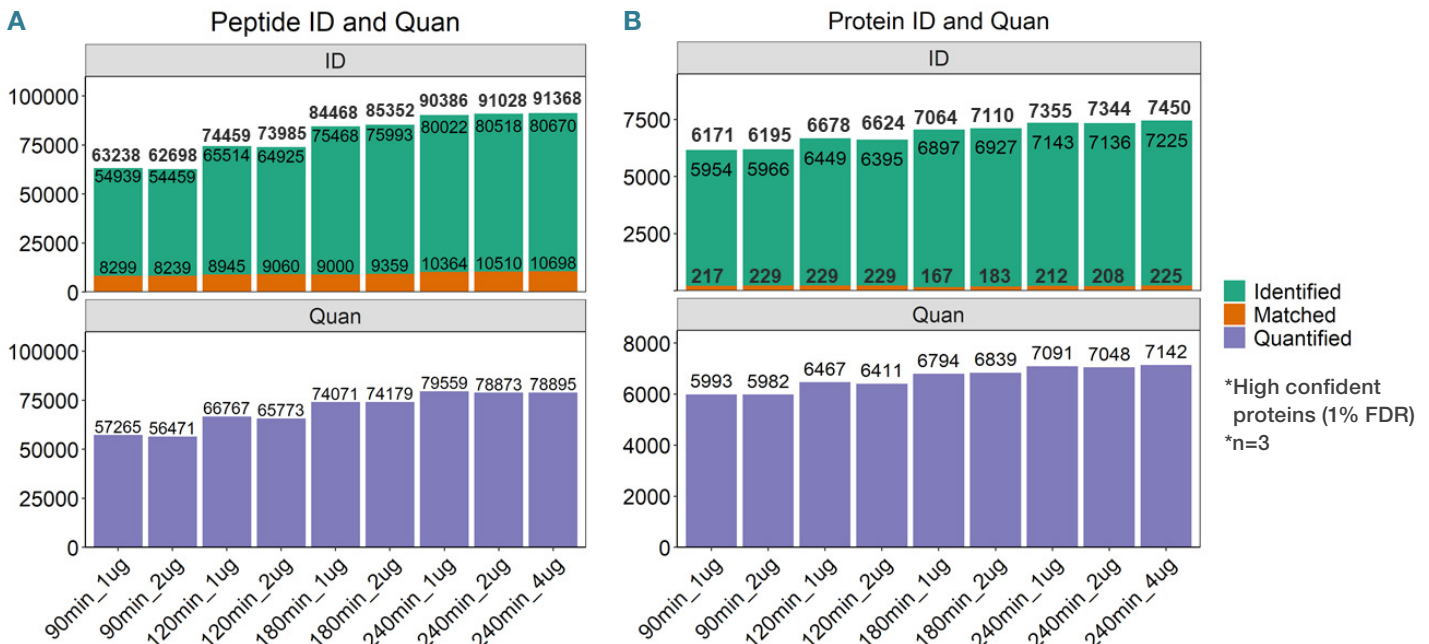 A
Peptide ID and Quan
ID
100000
75000
50000
25000
0
63238 62698 74459 73985 84468 85352 90386 91028 91368
54939 54459 65514 64925 75468 75993 80022 80518 80670
8299 8239 8945 9060 9000 9359 10364 10510 10698
Quan
100000
75000
50000
25000
0
57265 56471 66767 65773 74071 74179 79559 78873 78895
90min_1ug 90min_2ug 120min_1ug 120min_2ug 180min_1ug 180min_2ug 240min_1ug 240min_2ug 240min_4ug
B
Protein ID and Quan
ID
7500
5000
2500
6171 6195 6678 6624 7064 7110 7355 7344 7450
5954 5966 6449 6395 6897 6927 7143 7136 7225
217 229 229 229 167 183 212 208 225
Quan
8000
6000
4000
2000
0
5993 5982 6467 6411 6794 6839 7091 7048 7142
90min_1ug 90min_2ug 120min_1ug 120min_2ug 180min_1ug 180min_2ug 240min_1ug 240min_2ug 240min_4ug
Identified
Matched
Quantified
*High confident
proteins (1% FDR)
*n=3